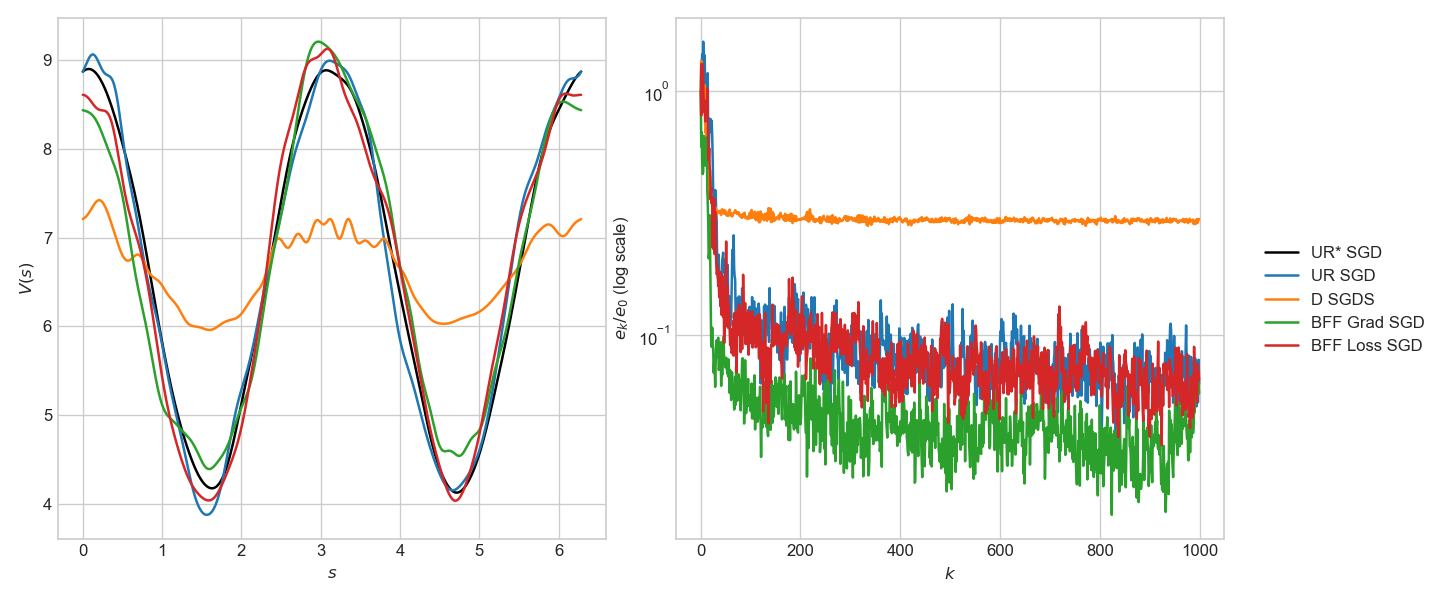 9
8
7
6
5
4
V(s)
0 1 2 3 4 5 6
s
10^0
10^-1
e_k/e_0 (log scale)
0 200 400 600 800 1000
k
UR* SGD
UR SGD
D SGDS
BFF Grad SGD
BFF Loss SGD